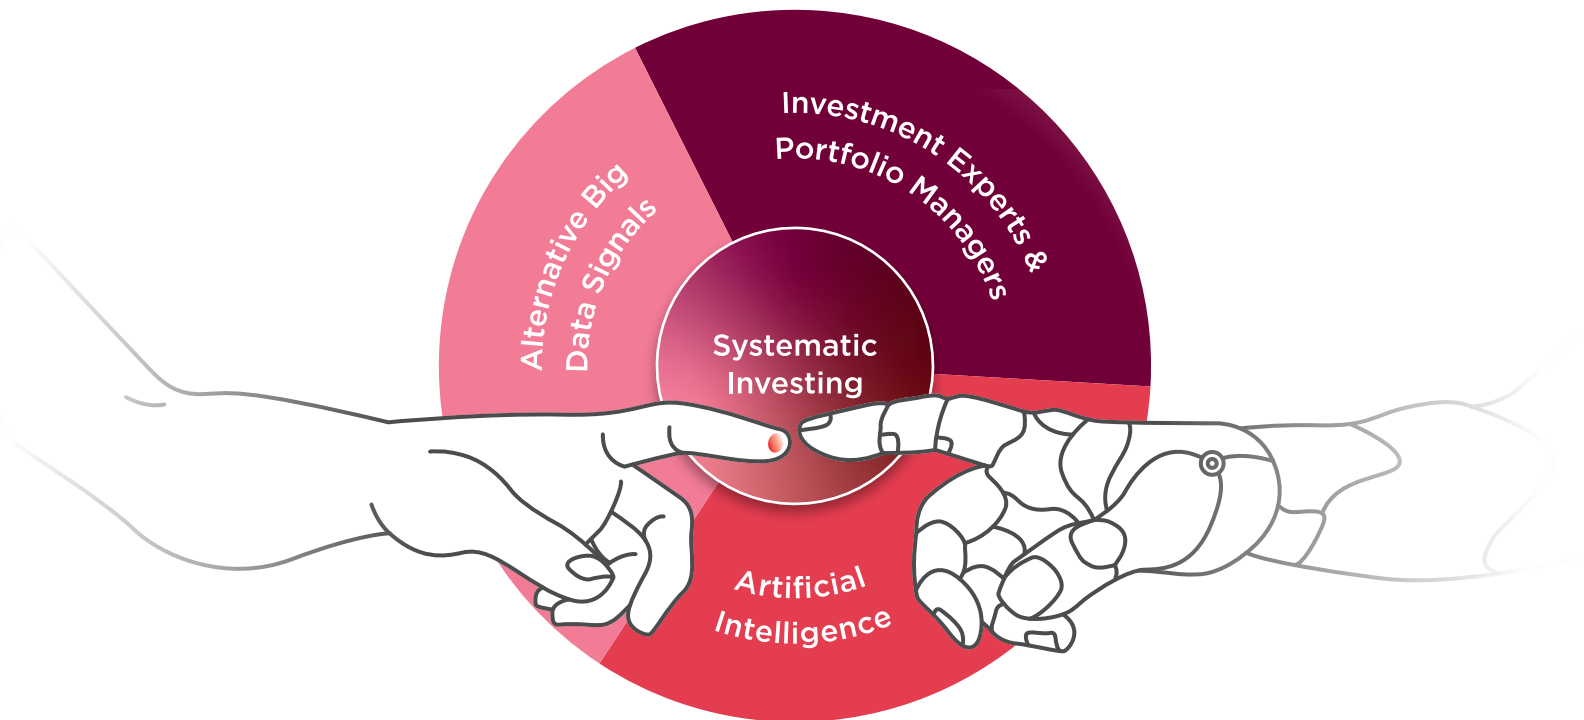 Investment Experts &
Portfolio Managers
Alternative Big
Data Signals
Systematic
Investing
Artificial
Intelligence